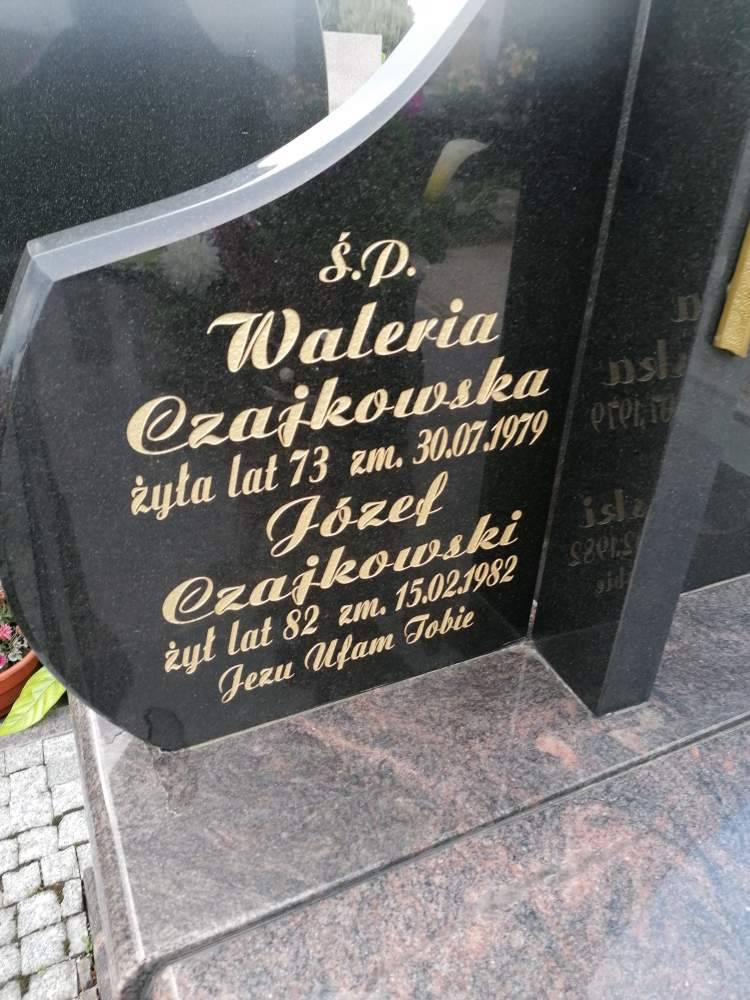 Ś.P.
Waleria
Czajkowska
żyła lat 73 zm. 30.07.1979
Józef
Czajkowski
żył lat 82 zm. 15.02.1982
Jezu Ufam Tobie